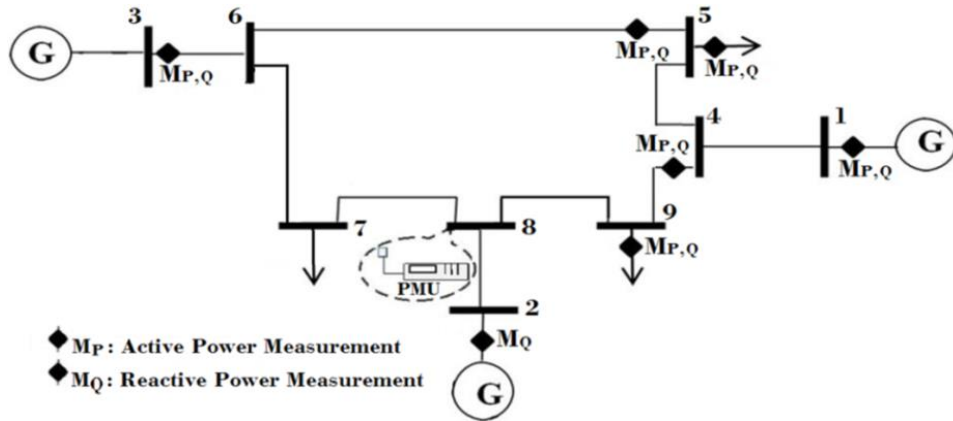 3
6
5
G
MP,Q
MP,Q
MP,Q
4
1
MP,Q
G
MP,Q
7
8
9
MP,Q
PMU
2
MP: Active Power Measurement
MQ
MQ: Reactive Power Measurement
G